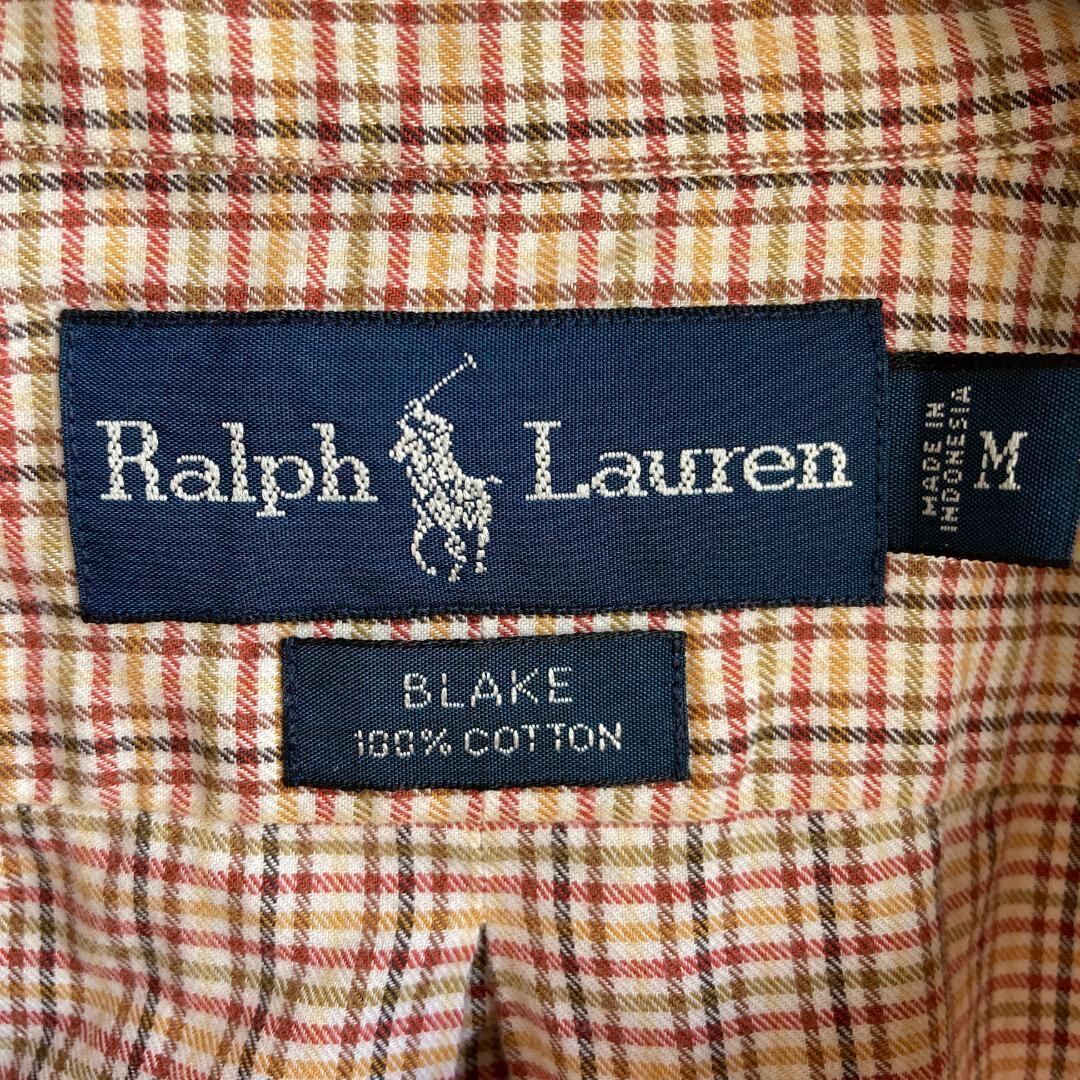 Ralph Lauren
MADE IN
INDONESIA
M
BLAKE
100% COTTON